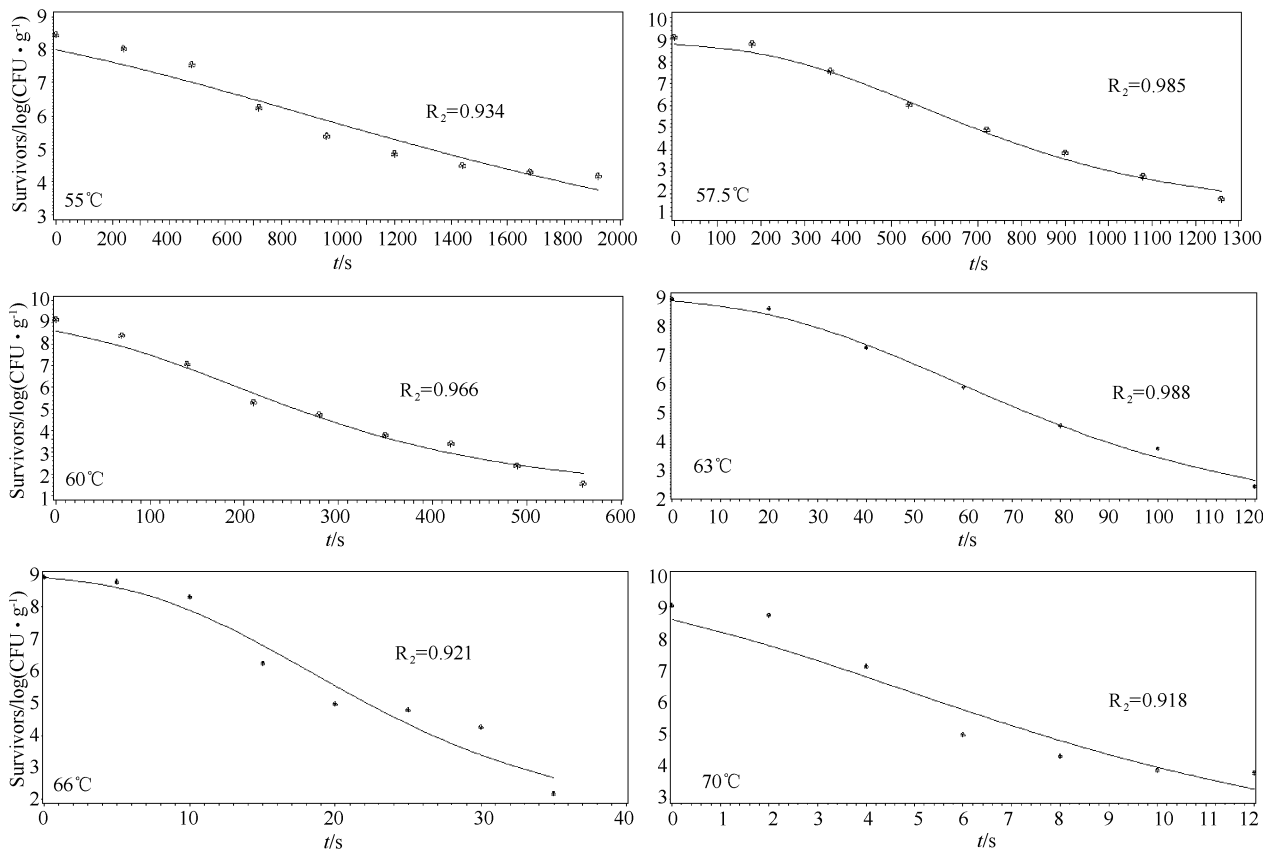 Survivors/log(CFU·g⁻¹)
9
8
7
6
5
4
3
R₂=0.934
55℃
0 200 400 600 800 1000 1200 1400 1600 1800 2000
t/s
10
9
8
7
6
5
4
3
2
1
R₂=0.985
57.5℃
0 100 200 300 400 500 600 700 800 900 1000 1100 1200 1300
t/s
Survivors/log(CFU·g⁻¹)
10
9
8
7
6
5
4
3
2
1
R₂=0.966
60℃
0 100 200 300 400 500 600
t/s
9
8
7
6
5
4
3
2
R₂=0.988
63℃
0 10 20 30 40 50 60 70 80 90 100 110 120
t/s
Survivors/log(CFU·g⁻¹)
9
8
7
6
5
4
3
2
R₂=0.921
66℃
0 10 20 30 40
t/s
10
9
8
7
6
5
4
3
R₂=0.918
70℃
0 1 2 3 4 5 6 7 8 9 10 11 12
t/s